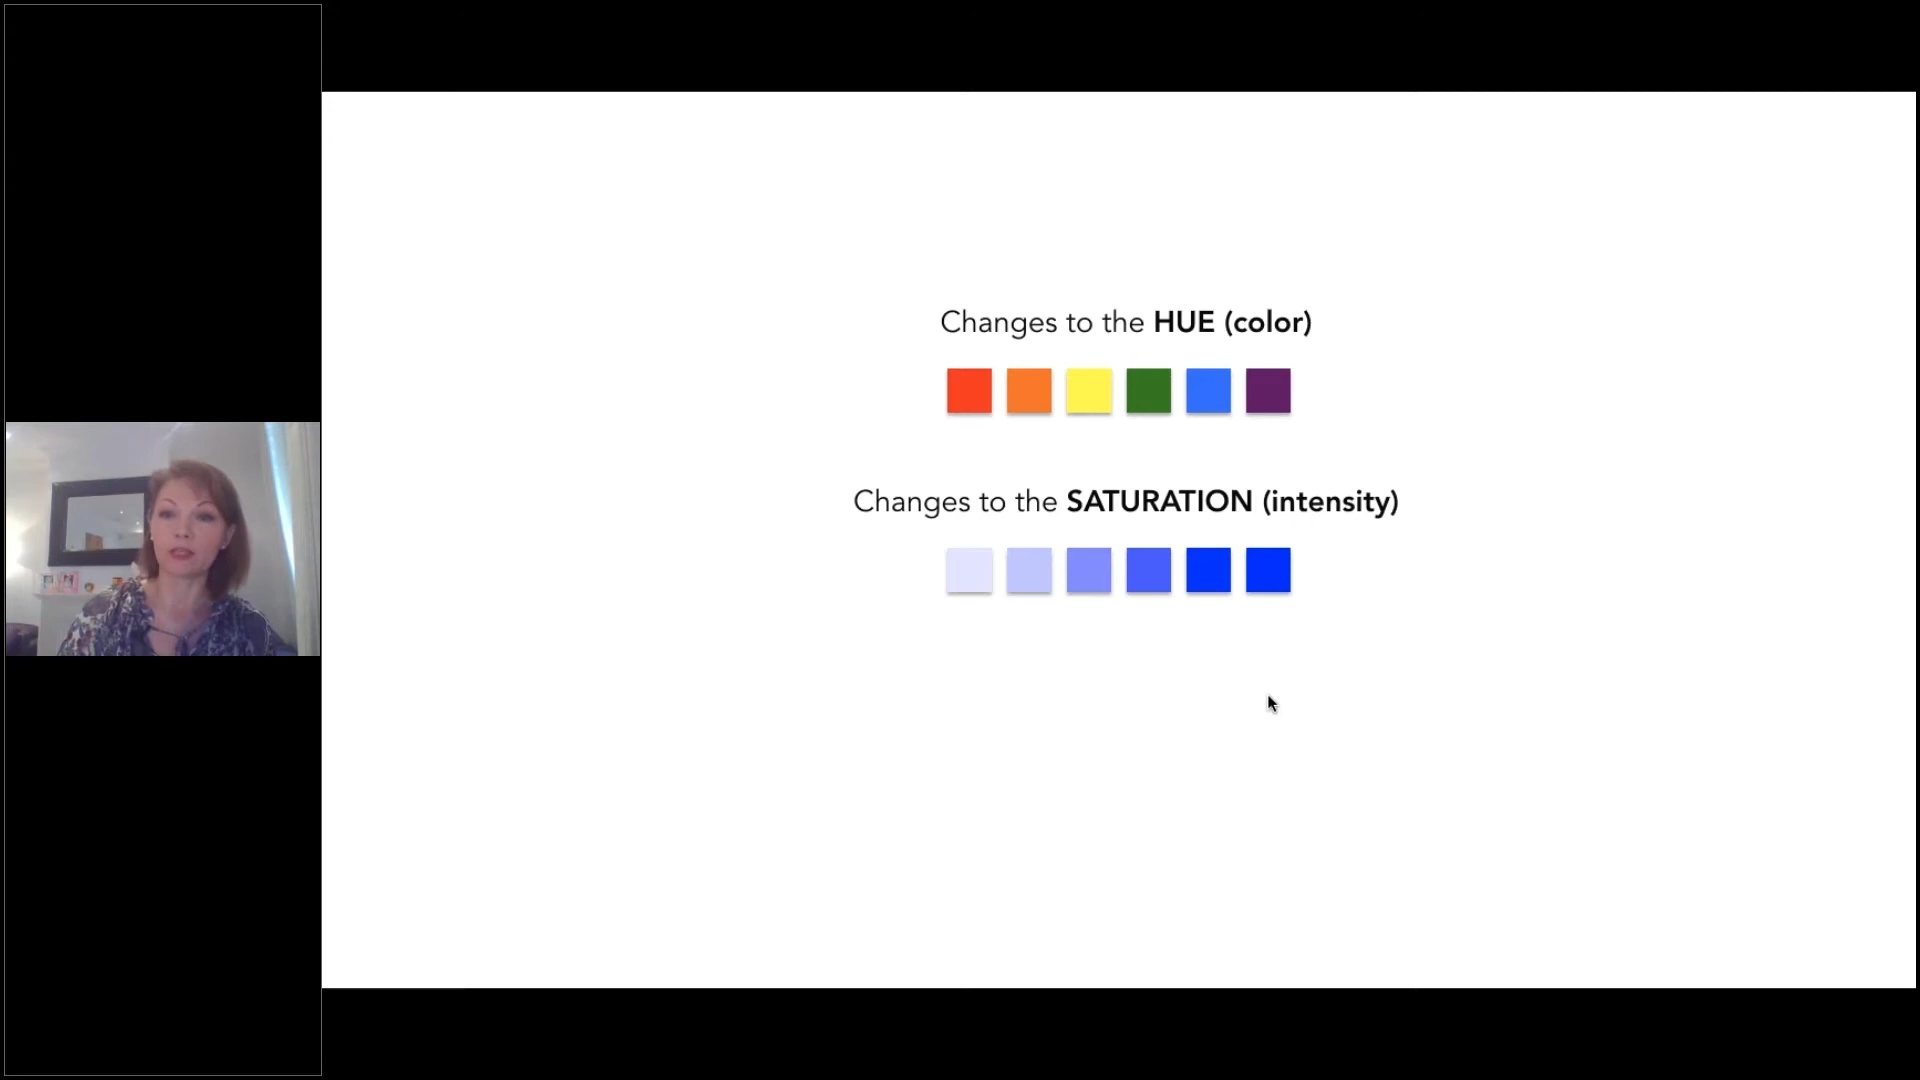 Changes to the HUE (color)
Changes to the SATURATION (intensity)